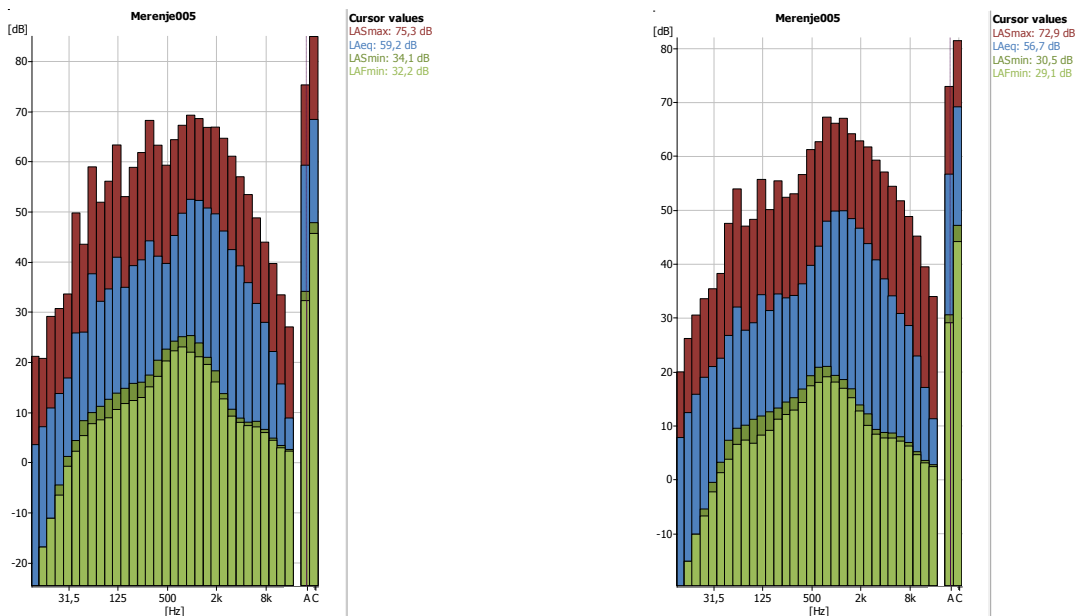 Merenje005
[dB]
80
70
60
50
40
30
20
10
0
-10
-20
31,5 125 500 2k 8k A C
[Hz]
Cursor values
LASmax: 75,3 dB
LAeq: 59,2 dB
LASmin: 34,1 dB
LAFmin: 32,2 dB
Merenje005
[dB]
80
70
60
50
40
30
20
10
0
-10
31,5 125 500 2k 8k A C
[Hz]
Cursor values
LASmax: 72,9 dB
LAeq: 56,7 dB
LASmin: 30,5 dB
LAFmin: 29,1 dB